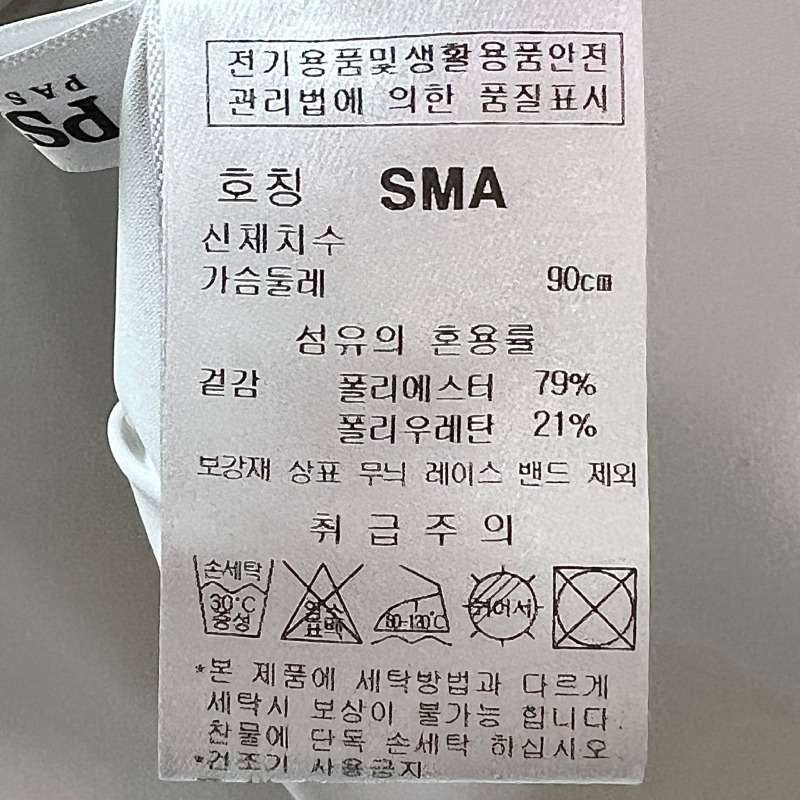 전기용품및생활용품안전
관리법에 의한 품질표시
호칭 SMA
신체치수
가슴둘레 90cm
섬유의 혼용률
겉감 폴리에스터 79%
폴리우레탄 21%
보강재 상표 무늬 레이스 밴드 제외
취 급 주 의
손세탁
30°C
중성
염소
표백
80-120°C
뉘어서
*본 제품에 세탁방법과 다르게
세탁시 보상이 불가능 합니다.
찬물에 단독 손세탁 하십시오
*건조기 사용금지
PS
PAS